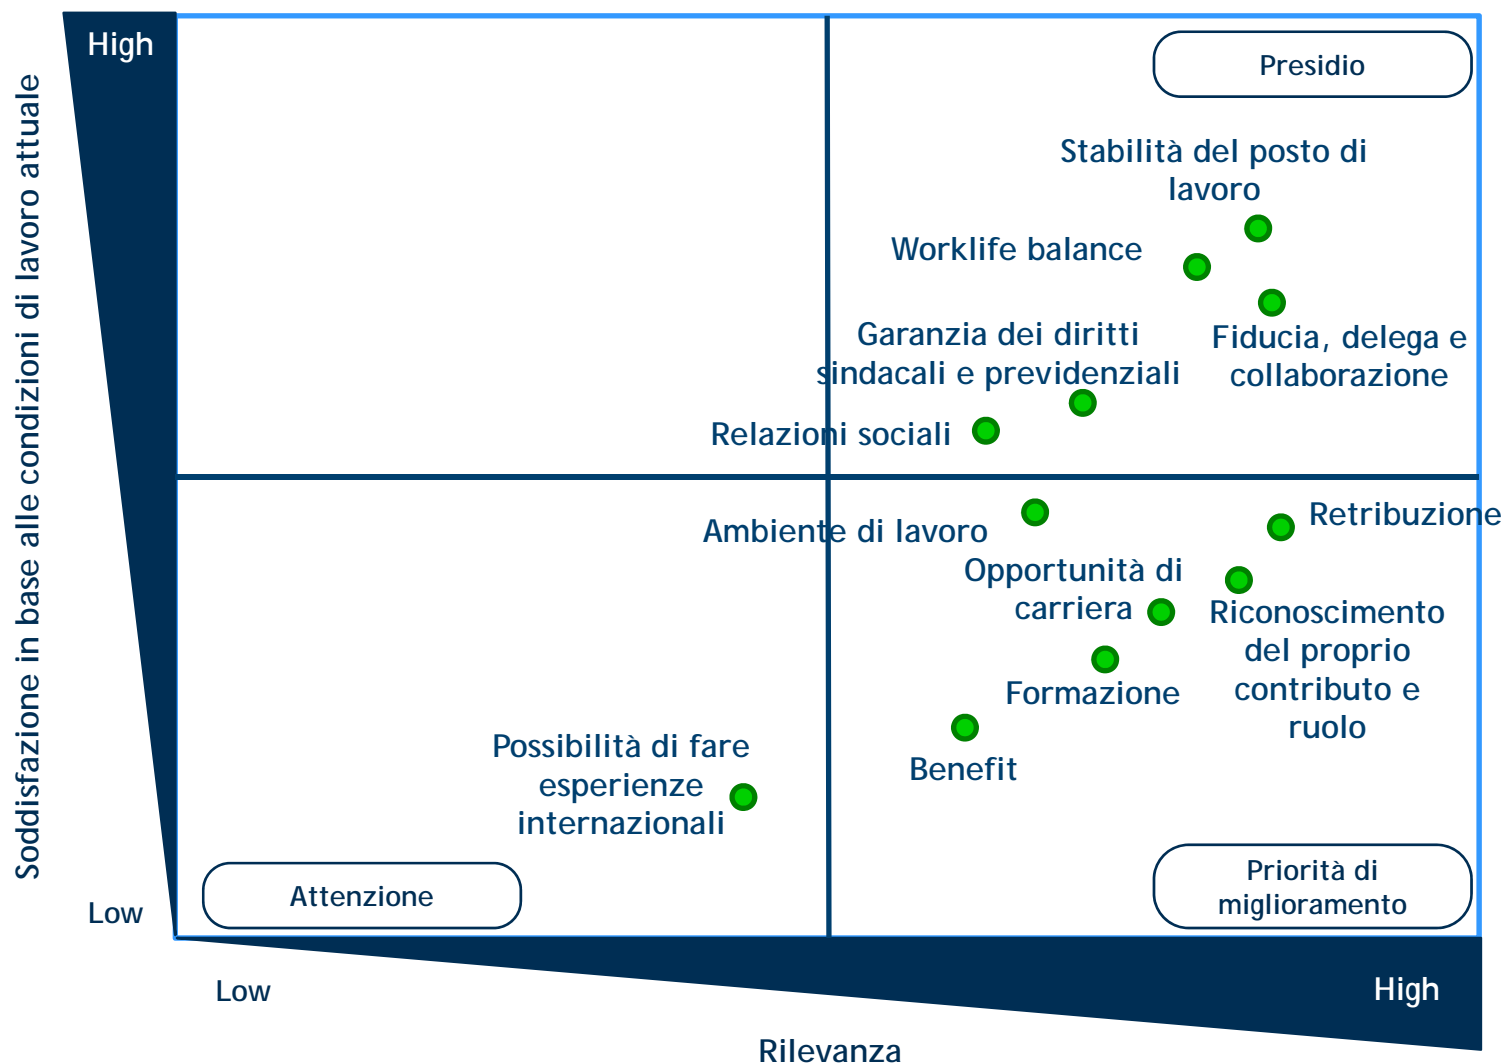 High
Soddisfazione in base alle condizioni di lavoro attuale
Presidio
Stabilità del posto di
lavoro
Worklife balance
Garanzia dei diritti
sindacali e previdenziali
Fiducia, delega e
collaborazione
Relazioni sociali
Ambiente di lavoro
Retribuzione
Opportunità di
carriera
Riconoscimento
del proprio
contributo e
ruolo
Formazione
Benefit
Possibilità di fare
esperienze
internazionali
Attenzione
Priorità di
miglioramento
Low
Low
High
Rilevanza